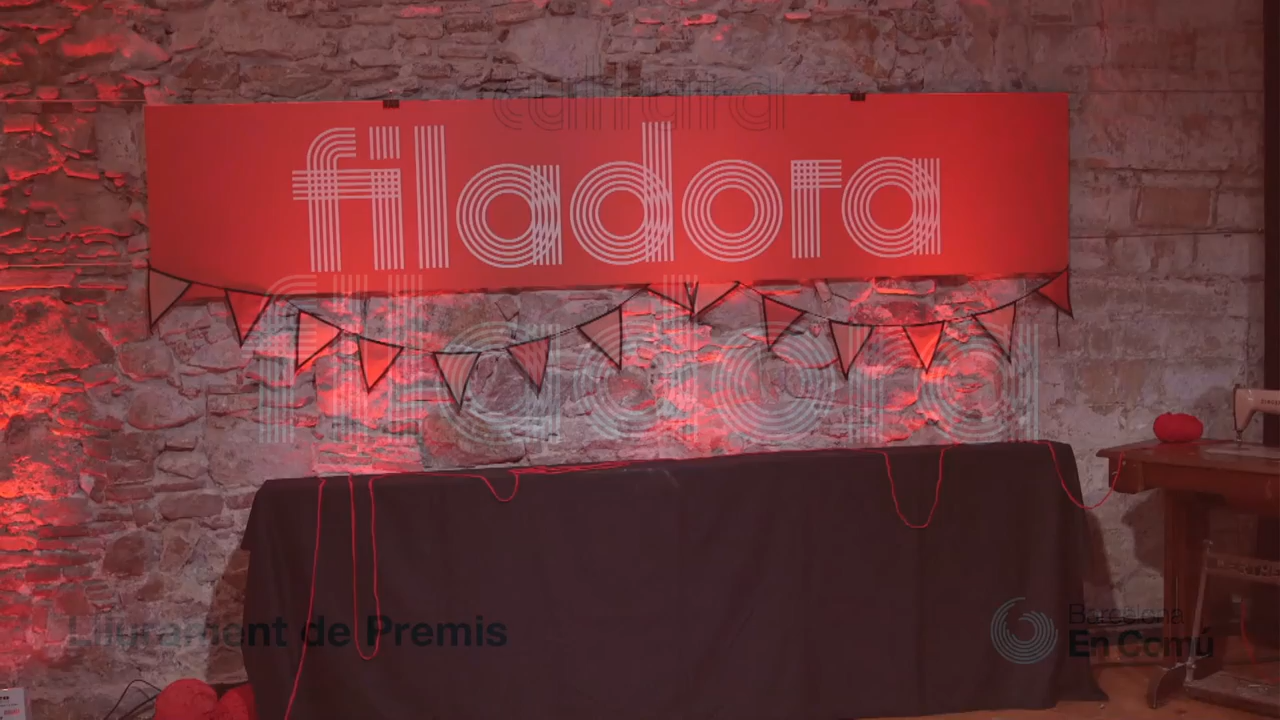 cultura
filadora
filadora
Lliurament de Premis
Barcelona
En Comú